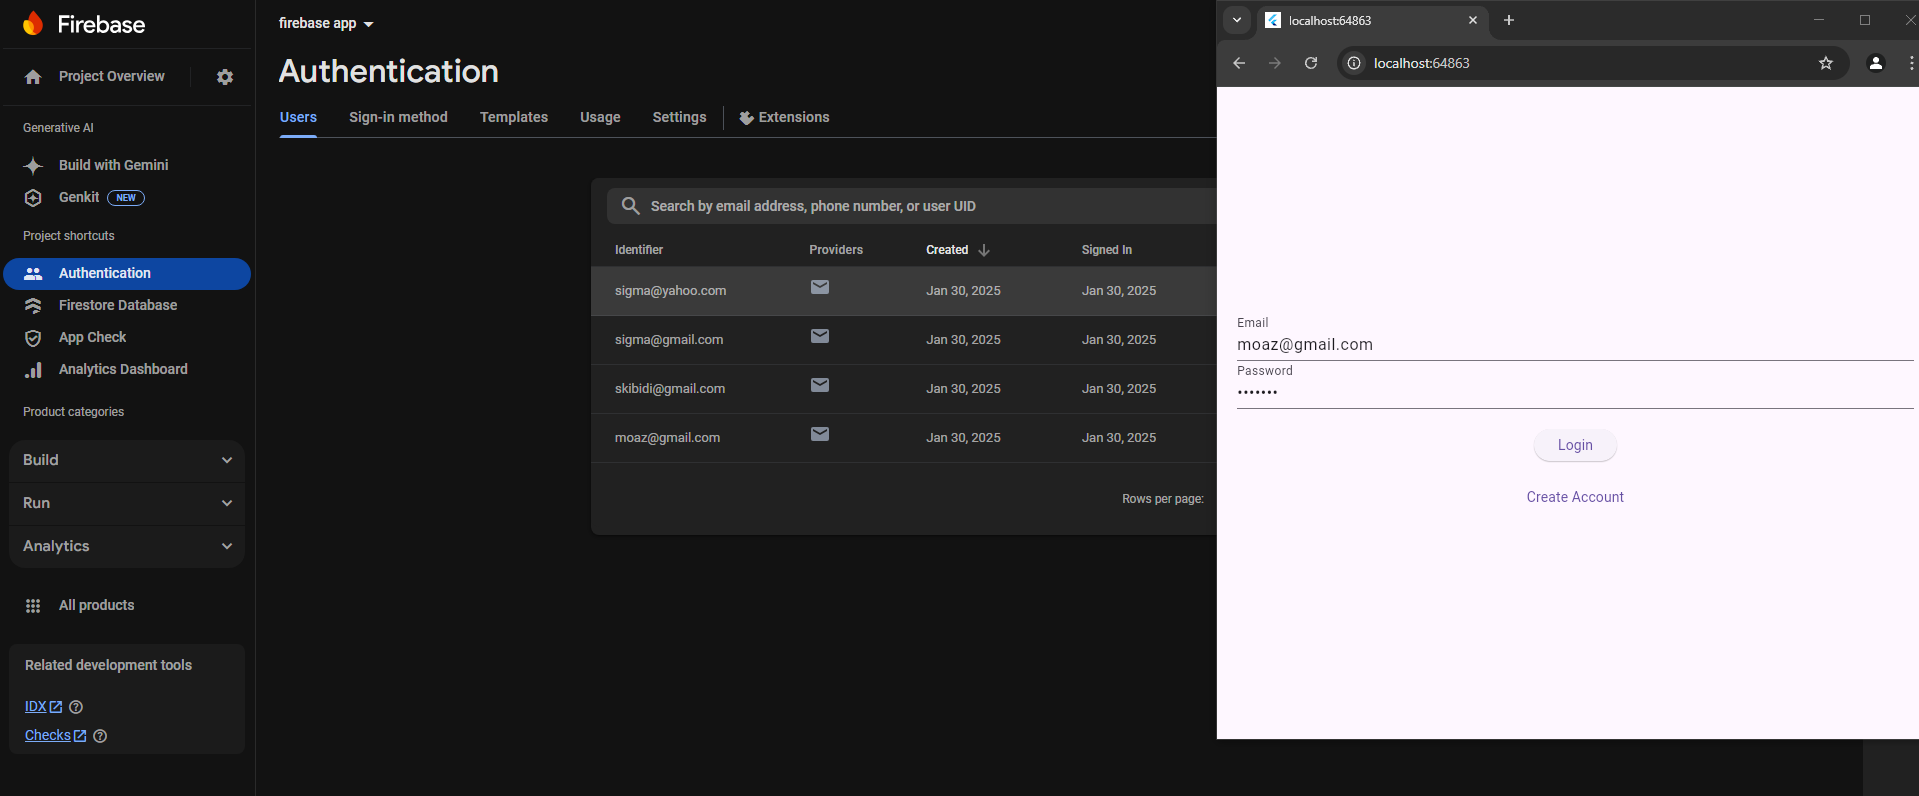 Firebase
Project Overview
Generative AI
Build with Gemini
Genkit NEW
Project shortcuts
Authentication
Firestore Database
App Check
Analytics Dashboard
Product categories
Build
Run
Analytics
All products
Related development tools
IDX
Checks
firebase app
Authentication
Users Sign-in method Templates Usage Settings Extensions
Search by email address, phone number, or user UID
Identifier Providers Created Signed In
sigma@yahoo.com Jan 30, 2025 Jan 30, 2025
sigma@gmail.com Jan 30, 2025 Jan 30, 2025
skibidi@gmail.com Jan 30, 2025 Jan 30, 2025
moaz@gmail.com Jan 30, 2025 Jan 30, 2025
Rows per page:
localhost:64863
localhost:64863
Email
moaz@gmail.com
Password
•••••••
Login
Create Account